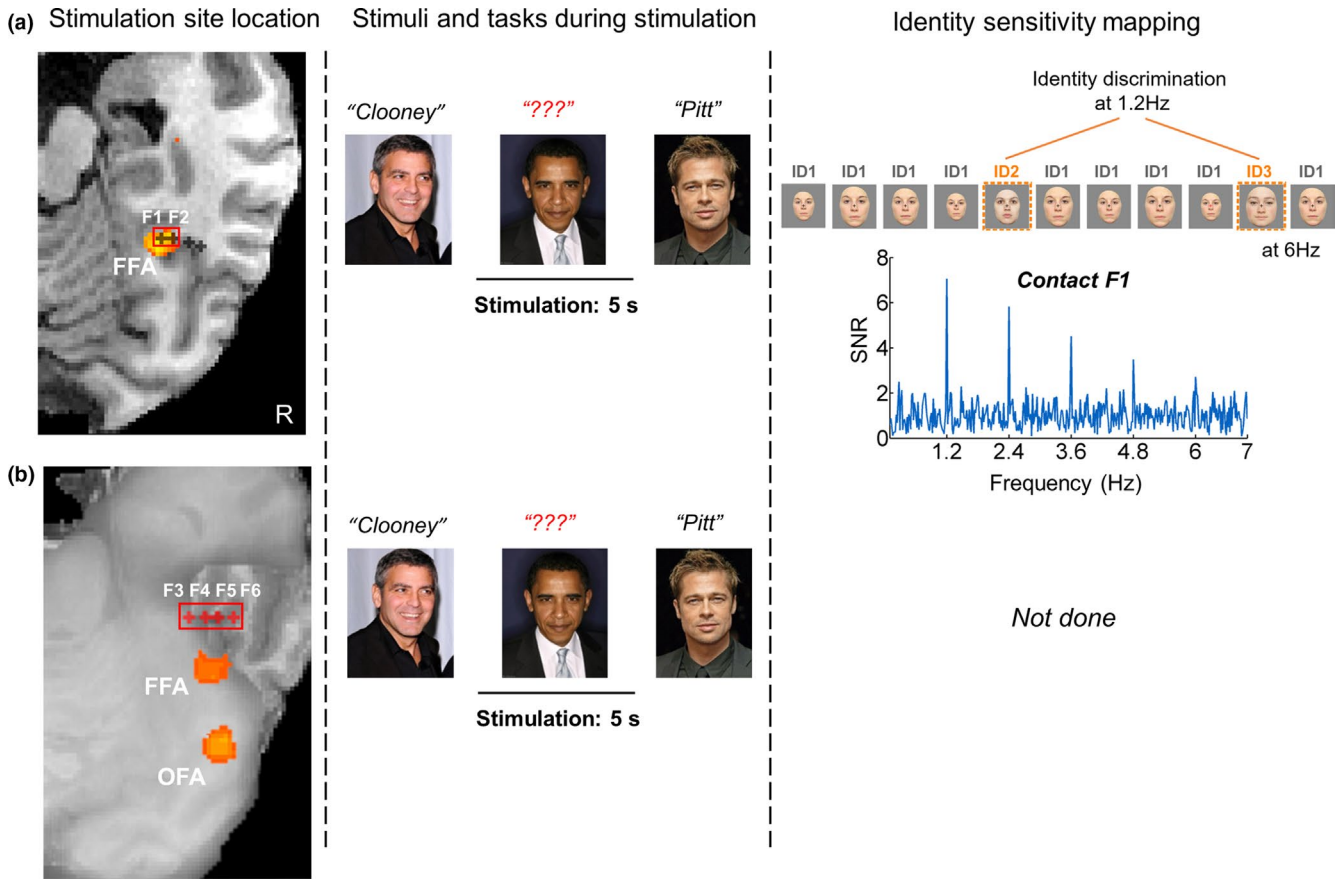 Stimulation site location
Stimuli and tasks during stimulation
Identity sensitivity mapping
(a)
F1 F2
FFA
R
"Clooney"
"???"
"Pitt"
Stimulation: 5 s
Identity discrimination
at 1.2Hz
ID1 ID1 ID1 ID1 ID2 ID1 ID1 ID1 ID1 ID3 ID1
at 6Hz
Contact F1
SNR
8
6
4
2
0
1.2 2.4 3.6 4.8 6 7
Frequency (Hz)
(b)
F3 F4 F5 F6
FFA
OFA
"Clooney"
"???"
"Pitt"
Stimulation: 5 s
Not done